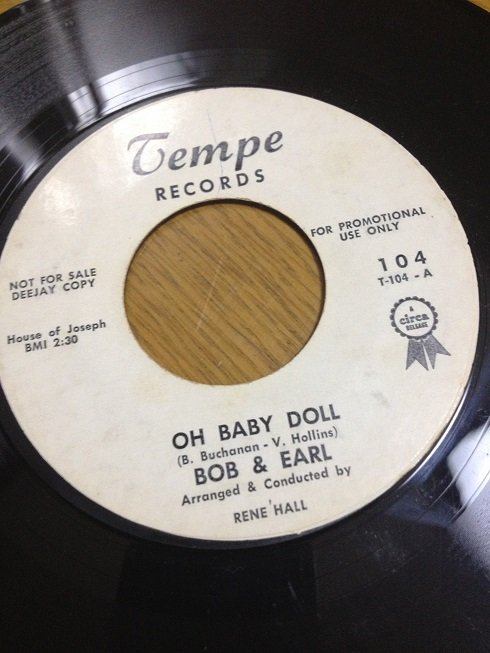 Tempe
RECORDS
NOT FOR SALE
DEEJAY COPY
House of Joseph
BMI 2:30
FOR PROMOTIONAL
USE ONLY
104
T-104 - A
A
circa
RELEASE
OH BABY DOLL
(B. Buchanan - V. Hollins)
BOB & EARL
Arranged & Conducted by
RENE'HALL